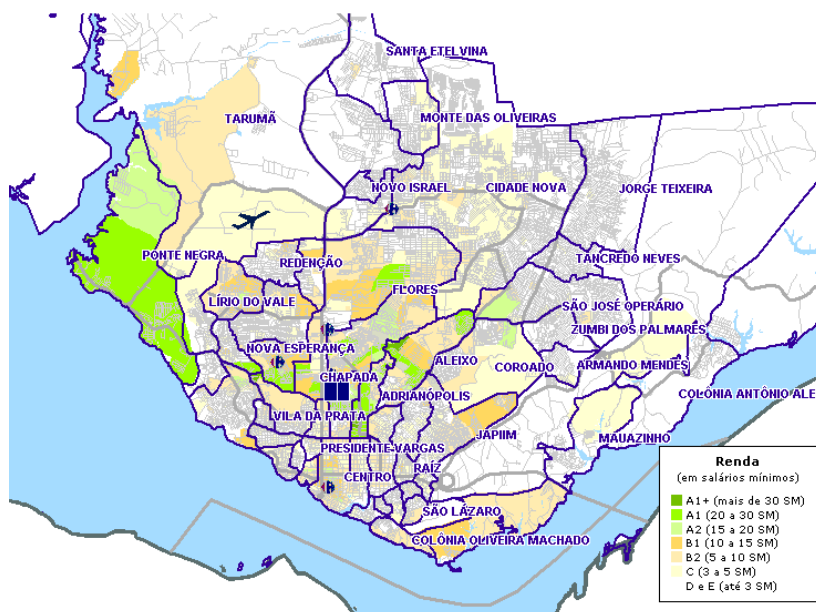 SANTA ETELVINA
TARUMÃ
MONTE DAS OLIVEIRAS
NOVO ISRAEL
CIDADE NOVA
JORGE TEIXEIRA
PONTE NEGRA
REDENÇÃO
TANCREDO NEVES
FLORES
LÍRIO DO VALE
SÃO JOSÉ OPERÁRIO
ZUMBI DOS PALMARES
NOVA ESPERANÇA
ALEIXO
COROADO
ARMANDO MENDES
CHAPADA
ADRIANÓPOLIS
COLÔNIA ANTÔNIO ALE
VILA DA PRATA
JAPIIM
MAUAZINHO
PRESIDENTE VARGAS
RAÍZ
CENTRO
SÃO LÁZARO
COLÔNIA OLIVEIRA MACHADO
Renda
(em salários mínimos)
A1+ (mais de 30 SM)
A1 (20 a 30 SM)
A2 (15 a 20 SM)
B1 (10 a 15 SM)
B2 (5 a 10 SM)
C (3 a 5 SM)
D e E (até 3 SM)